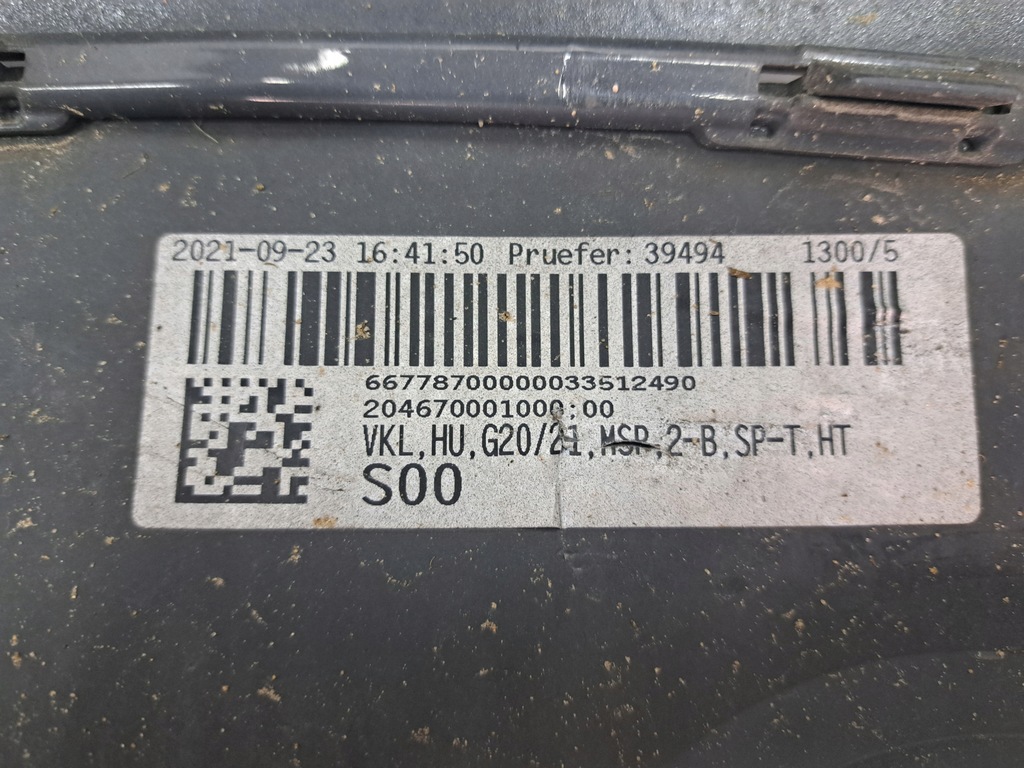 2021-09-23 16:41:50 Pruefer: 39494 1300/5
66778700000033512490
204670001000;00
VKL,HU,G20/21,MSP,2-B,SP-T,HT
S00